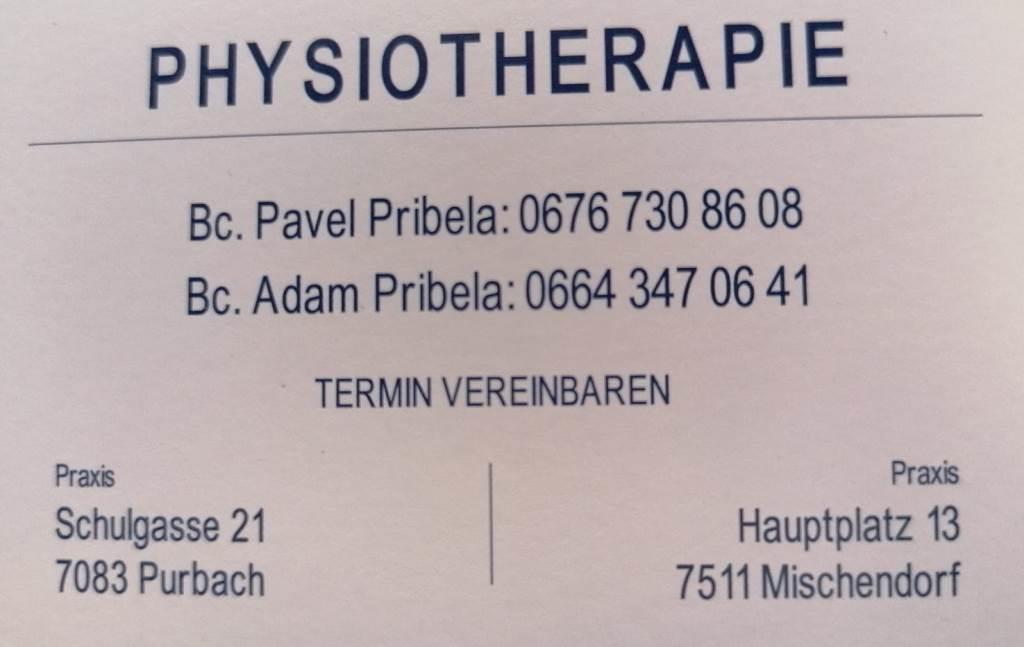 PHYSIOTHERAPIE
Bc. Pavel Pribela: 0676 730 86 08
Bc. Adam Pribela: 0664 347 06 41
TERMIN VEREINBAREN
Praxis
Schulgasse 21
7083 Purbach
Praxis
Hauptplatz 13
7511 Mischendorf